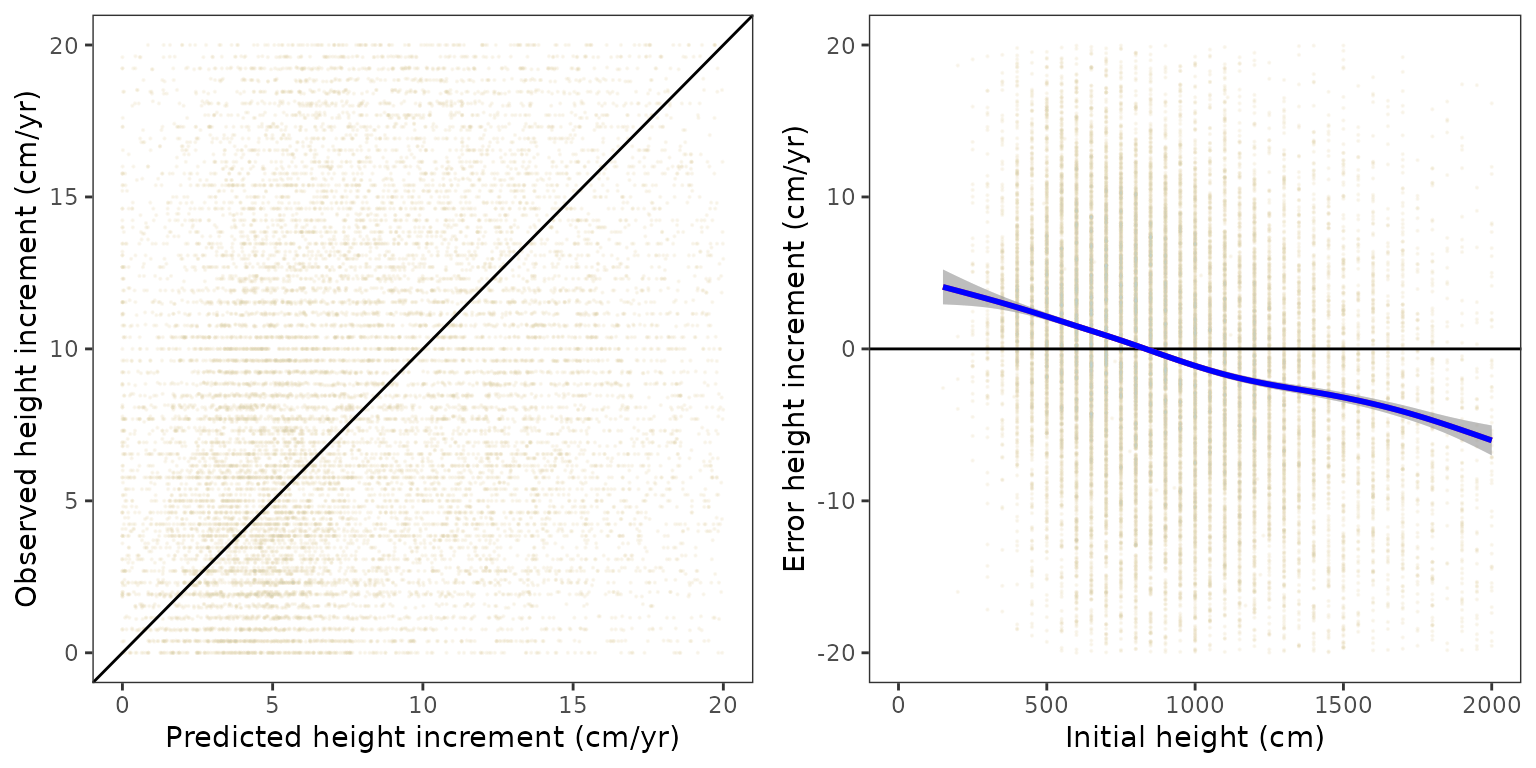 Observed height increment (cm/yr)
20
15
10
5
0
0 5 10 15 20
Predicted height increment (cm/yr)
Error height increment (cm/yr)
20
10
0
-10
-20
0 500 1000 1500 2000
Initial height (cm)